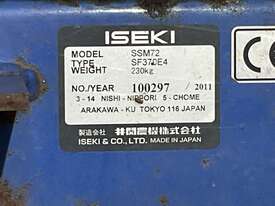 ISEKI
MODEL SSM72
TYPE SF370E4
WEIGHT 230kg
NO./YEAR 100297 2011
3-14 NISHI-NIPPORI 5-CHOME
ARAKAWA-KU TOKYO 116 JAPAN
製造会社 井関農機株式会社
ISEKI & CO., LTD. MADE IN JAPAN